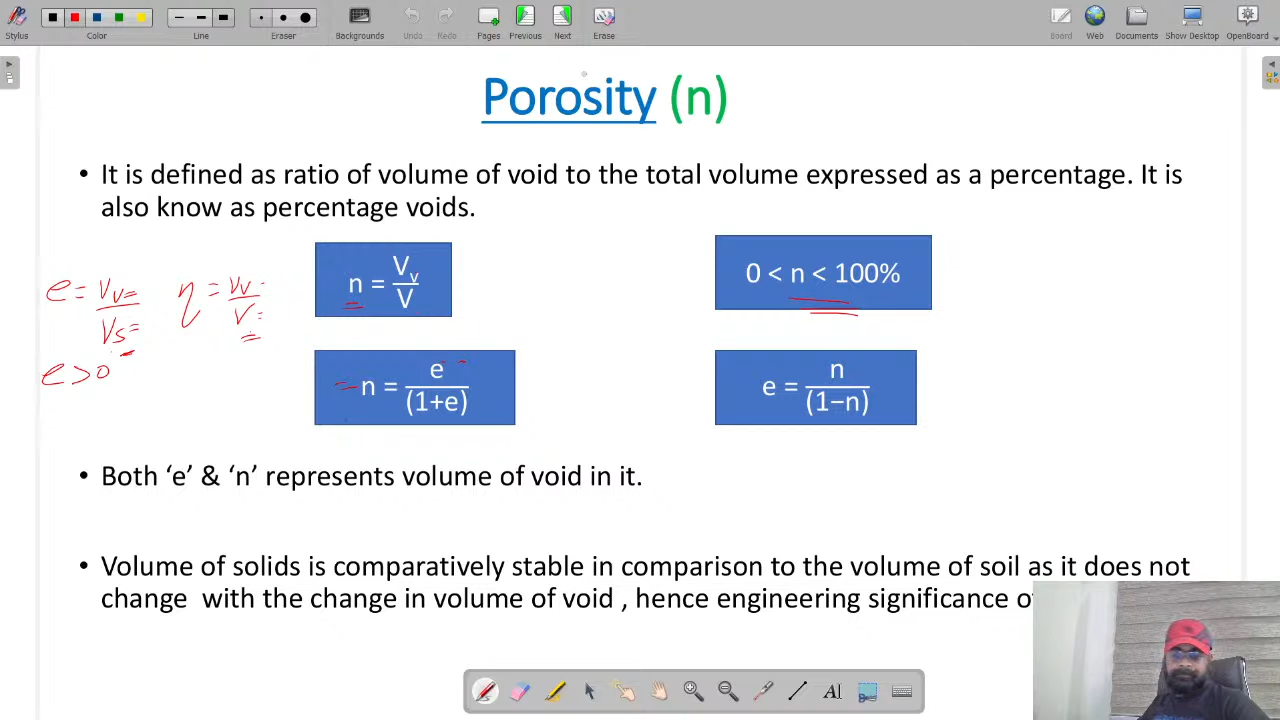 Stylus
Color
Line
Eraser
Backgrounds
Undo
Redo
Pages
Previous
Next
Erase
Board
Web
Documents
Show Desktop
OpenBoard
Porosity (n)
• It is defined as ratio of volume of void to the total volume expressed as a percentage. It is
also know as percentage voids.
e = Vv / Vs
η = Vv / V
e > 0
n = Vv / V
0 < n < 100%
n = e / (1+e)
e = n / (1−n)
• Both ‘e’ & ‘n’ represents volume of void in it.
• Volume of solids is comparatively stable in comparison to the volume of soil as it does not
change with the change in volume of void , hence engineering significance